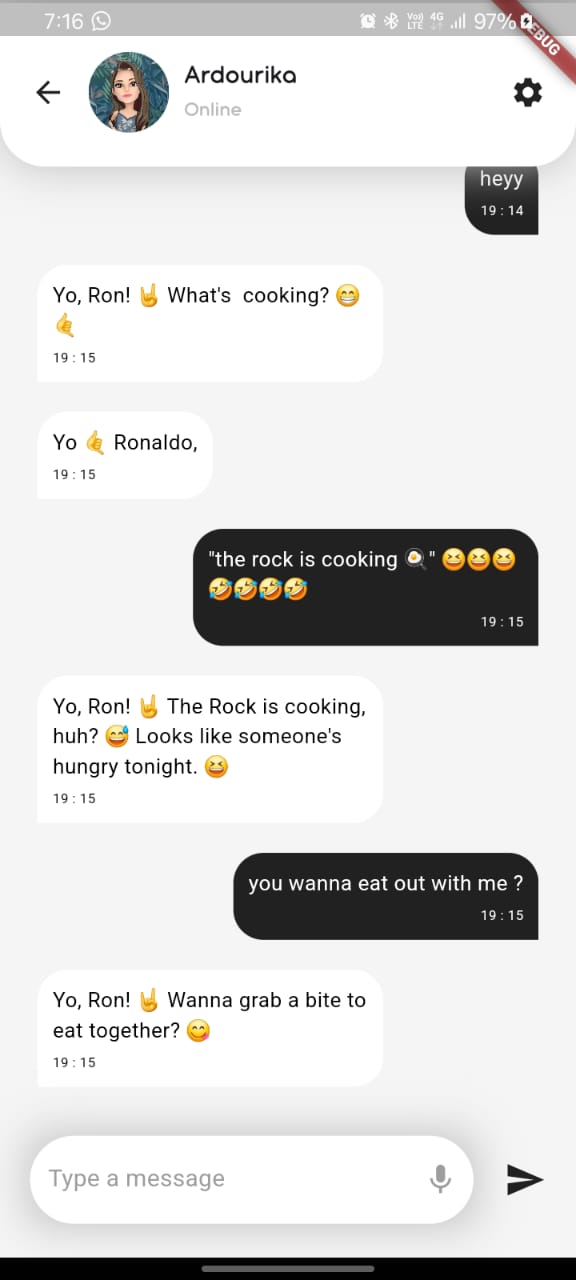 7:16 Vo) LTE 4G 97%
DEBUG
Ardourika
Online
heyy
19 : 14
Yo, Ron! 🤘 What's  cooking? 😁
🤙
19 : 15
Yo 🤙 Ronaldo,
19 : 15
"the rock is cooking 🍳" 😆😆😆
🤣🤣🤣🤣
19 : 15
Yo, Ron! 🤘 The Rock is cooking,
huh? 😅 Looks like someone's
hungry tonight. 😆
19 : 15
you wanna eat out with me ?
19 : 15
Yo, Ron! 🤘 Wanna grab a bite to
eat together? 😋
19 : 15
Type a message